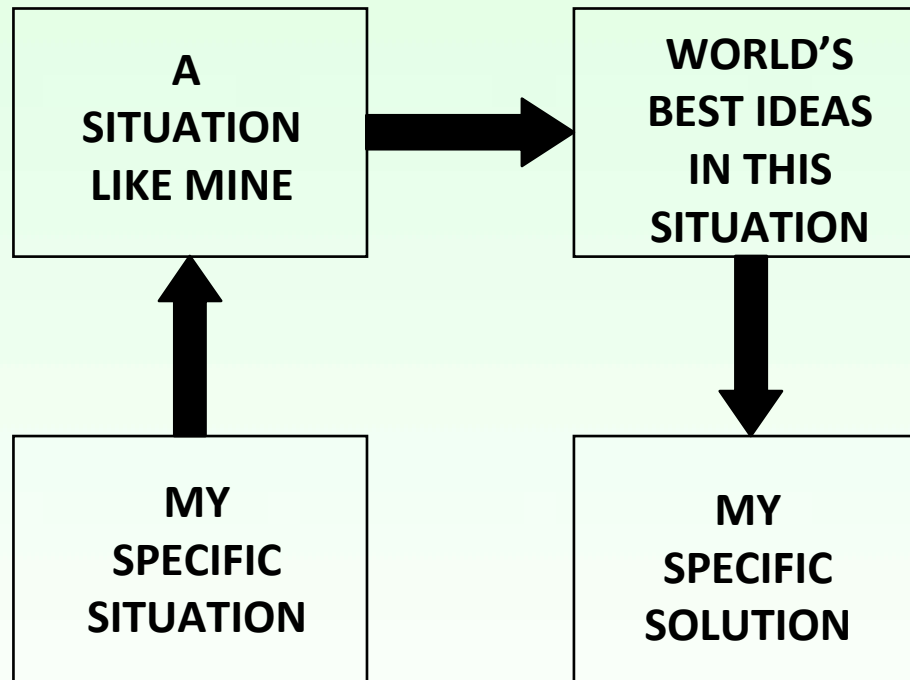 A
SITUATION
LIKE MINE
WORLD’S
BEST IDEAS
IN THIS
SITUATION
MY
SPECIFIC
SITUATION
MY
SPECIFIC
SOLUTION